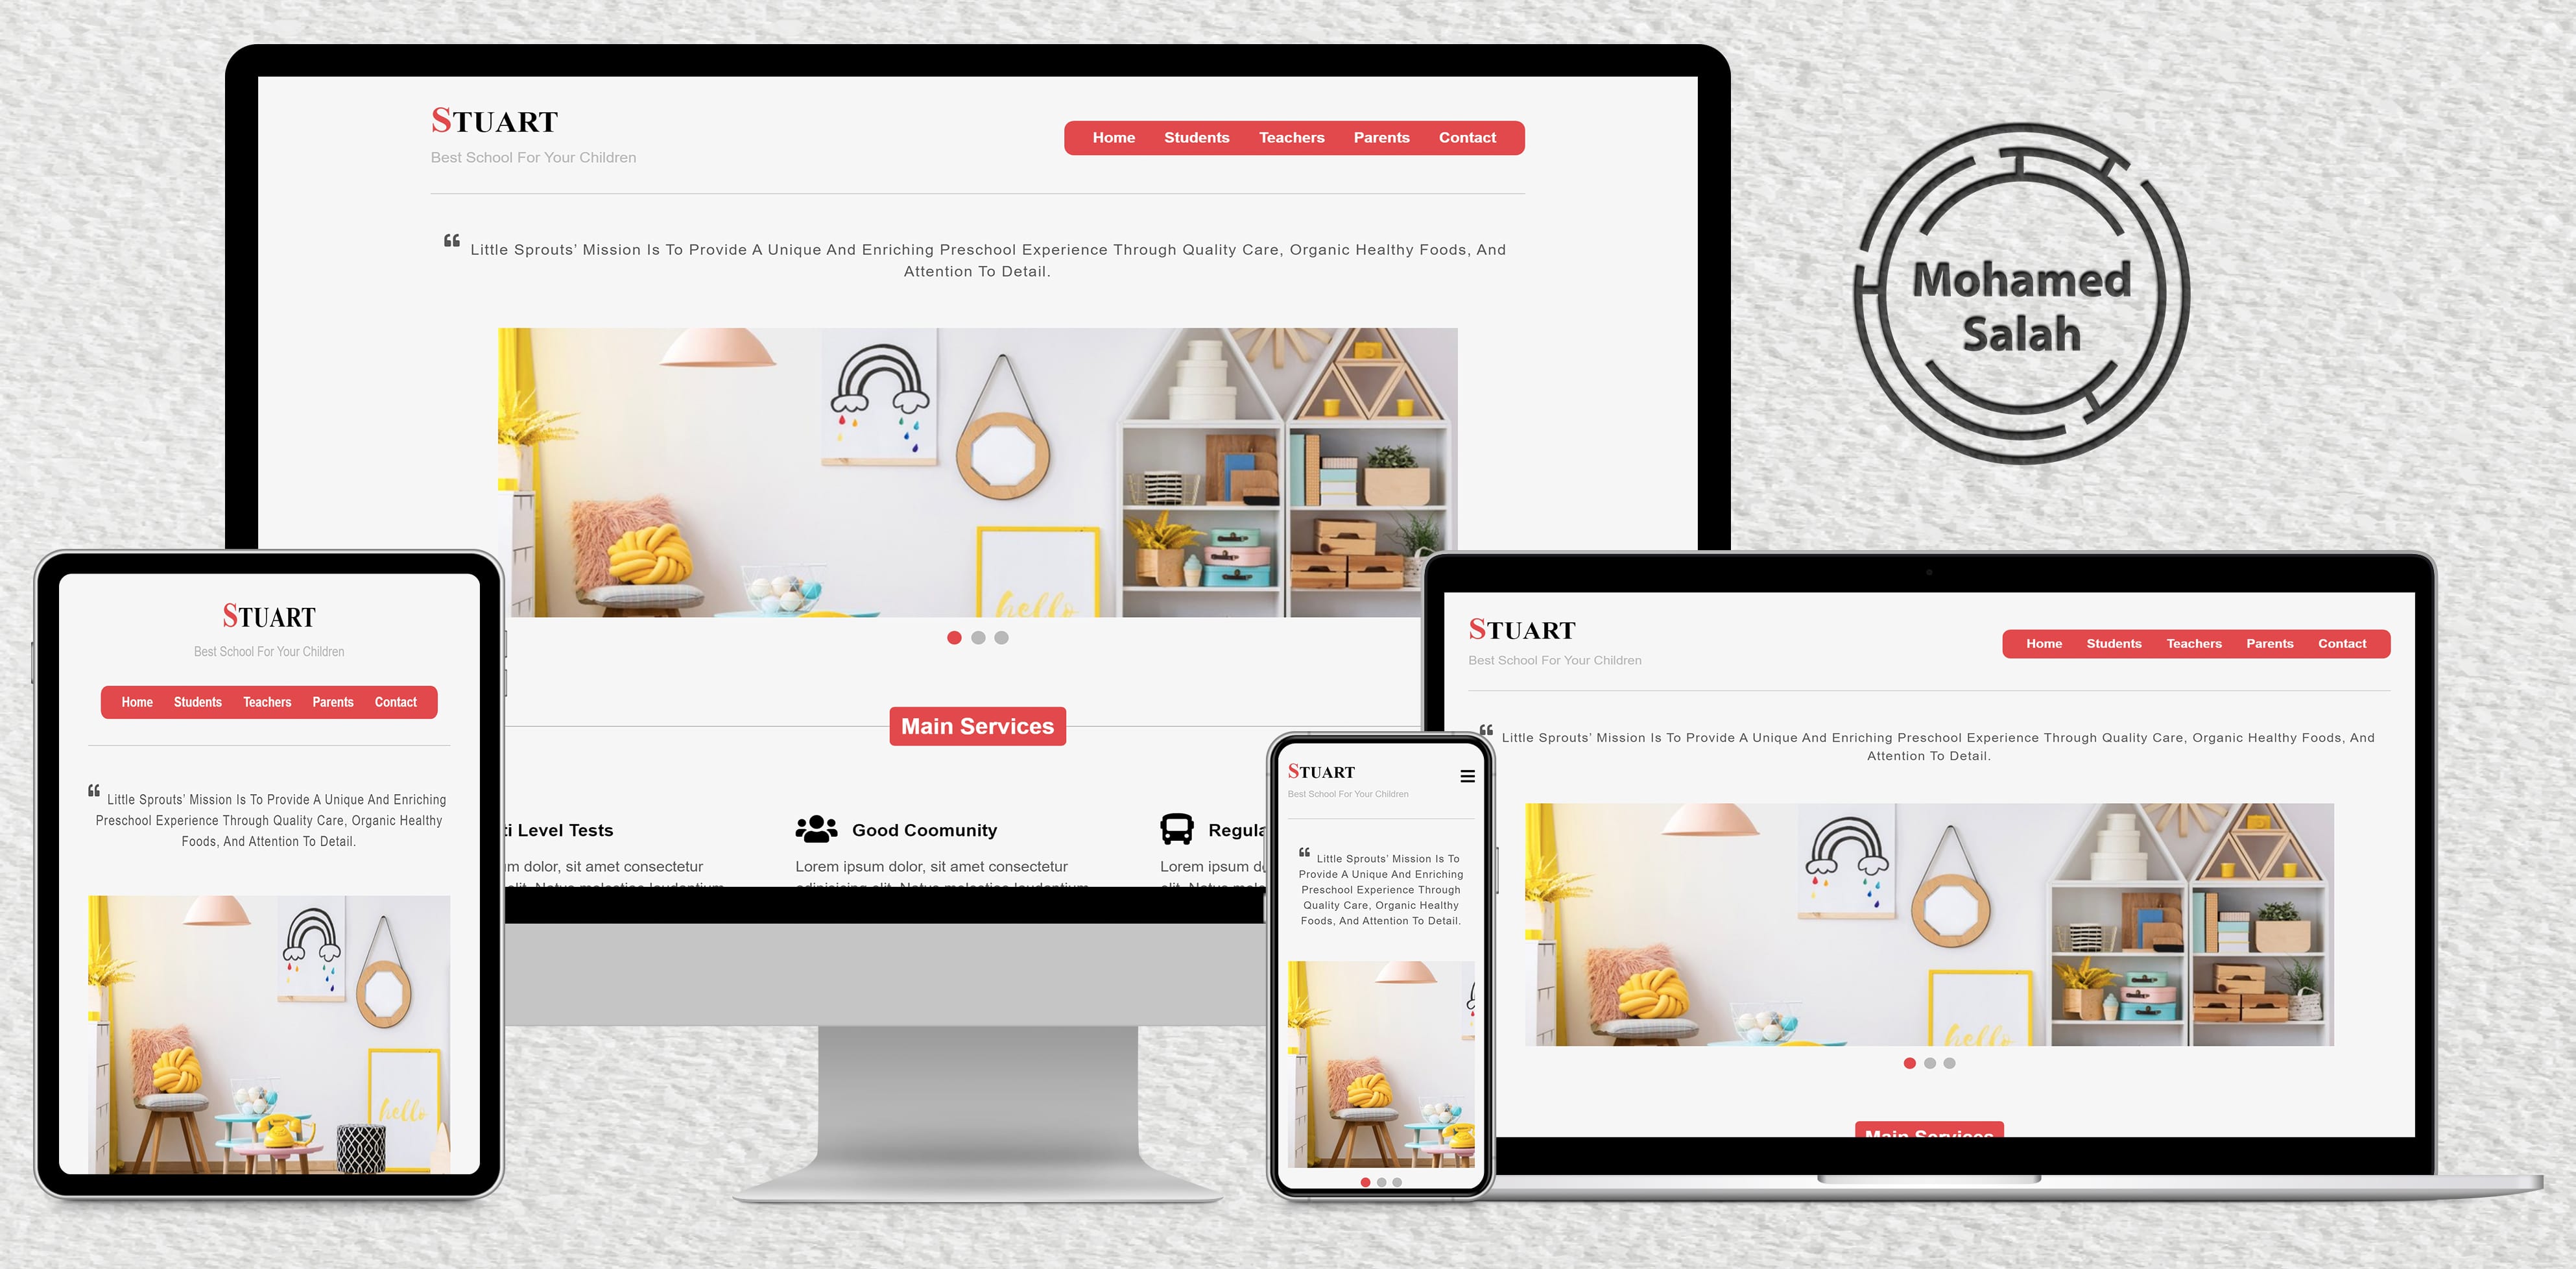 STUART
Best School For Your Children
Home Students Teachers Parents Contact
Little Sprouts’ Mission Is To Provide A Unique And Enriching Preschool Experience Through Quality Care, Organic Healthy Foods, And
Attention To Detail.
hello
Main Services
ti Level Tests
Good Coomunity
Regula
m dolor, sit amet consectetur
Lorem ipsum dolor, sit amet consectetur
Lorem ipsum d
Mohamed
Salah
STUART
Best School For Your Children
Home Students Teachers Parents Contact
Little Sprouts’ Mission Is To Provide A Unique And Enriching
Preschool Experience Through Quality Care, Organic Healthy
Foods, And Attention To Detail.
hello
STUART
Best School For Your Children
Little Sprouts’ Mission Is To
Provide A Unique And Enriching
Preschool Experience Through
Quality Care, Organic Healthy
Foods, And Attention To Detail.
STUART
Best School For Your Children
Home Students Teachers Parents Contact
Little Sprouts’ Mission Is To Provide A Unique And Enriching Preschool Experience Through Quality Care, Organic Healthy Foods, And
Attention To Detail.
hello
Main Services